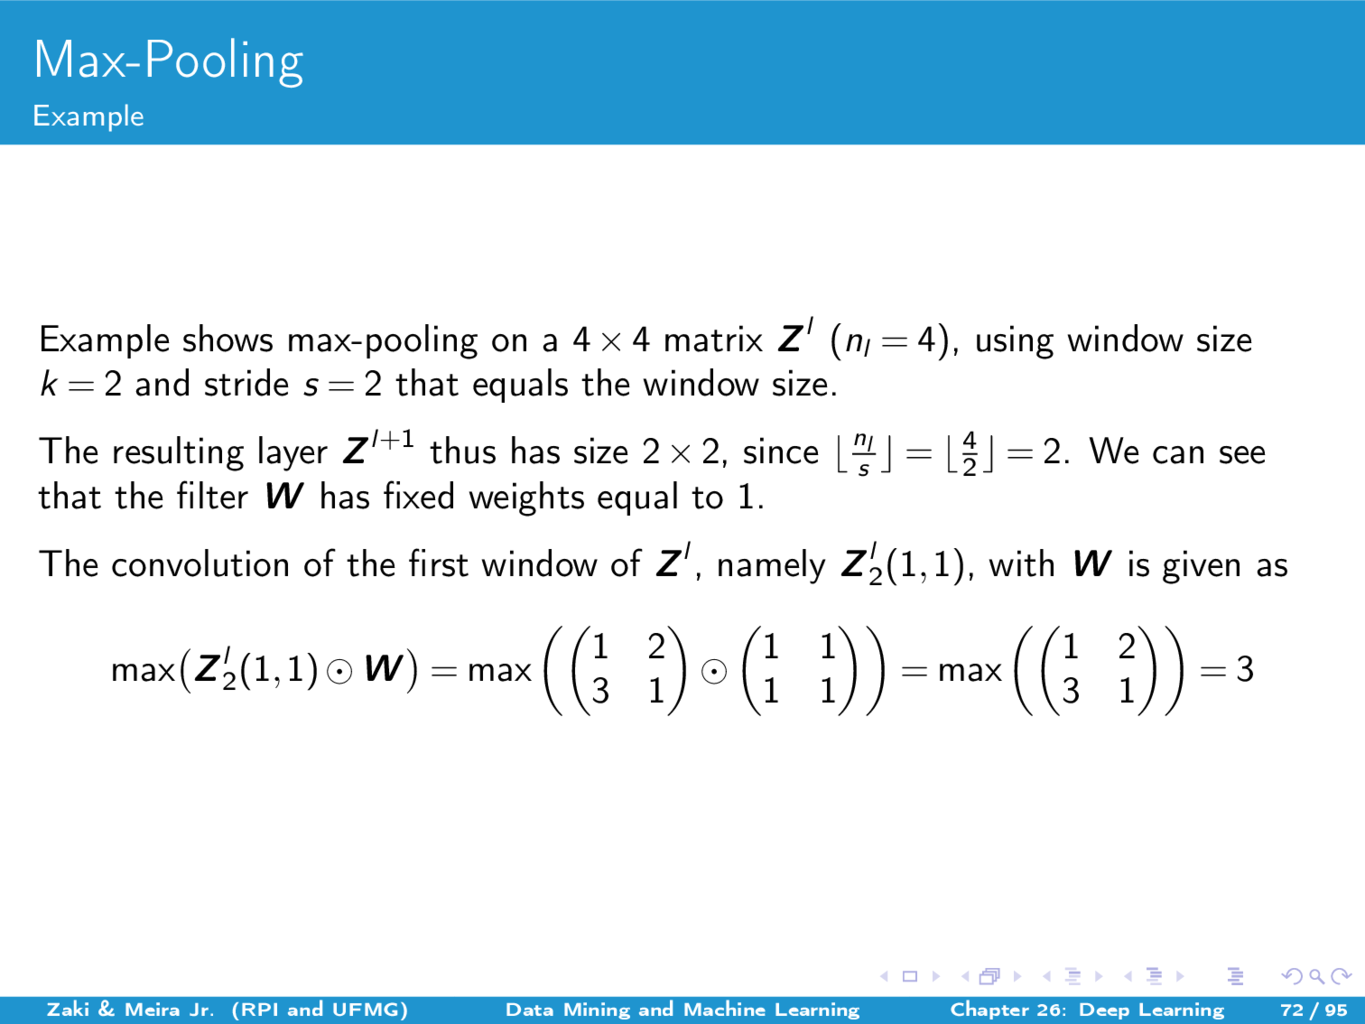 Max-Pooling
Example
Example shows max-pooling on a 4 × 4 matrix Z^l (n_l = 4), using window size
k = 2 and stride s = 2 that equals the window size.
The resulting layer Z^{l+1} thus has size 2 × 2, since ⌊n_l/s⌋ = ⌊4/2⌋ = 2. We can see
that the filter W has fixed weights equal to 1.
The convolution of the first window of Z^l, namely Z^l_2(1,1), with W is given as
max(Z^l_2(1,1) ⊙ W) = max((1 2 3 1) ⊙ (1 1 1 1)) = max((1 2 3 1)) = 3
Zaki & Meira Jr. (RPI and UFMG) Data Mining and Machine Learning Chapter 26: Deep Learning 72 / 95